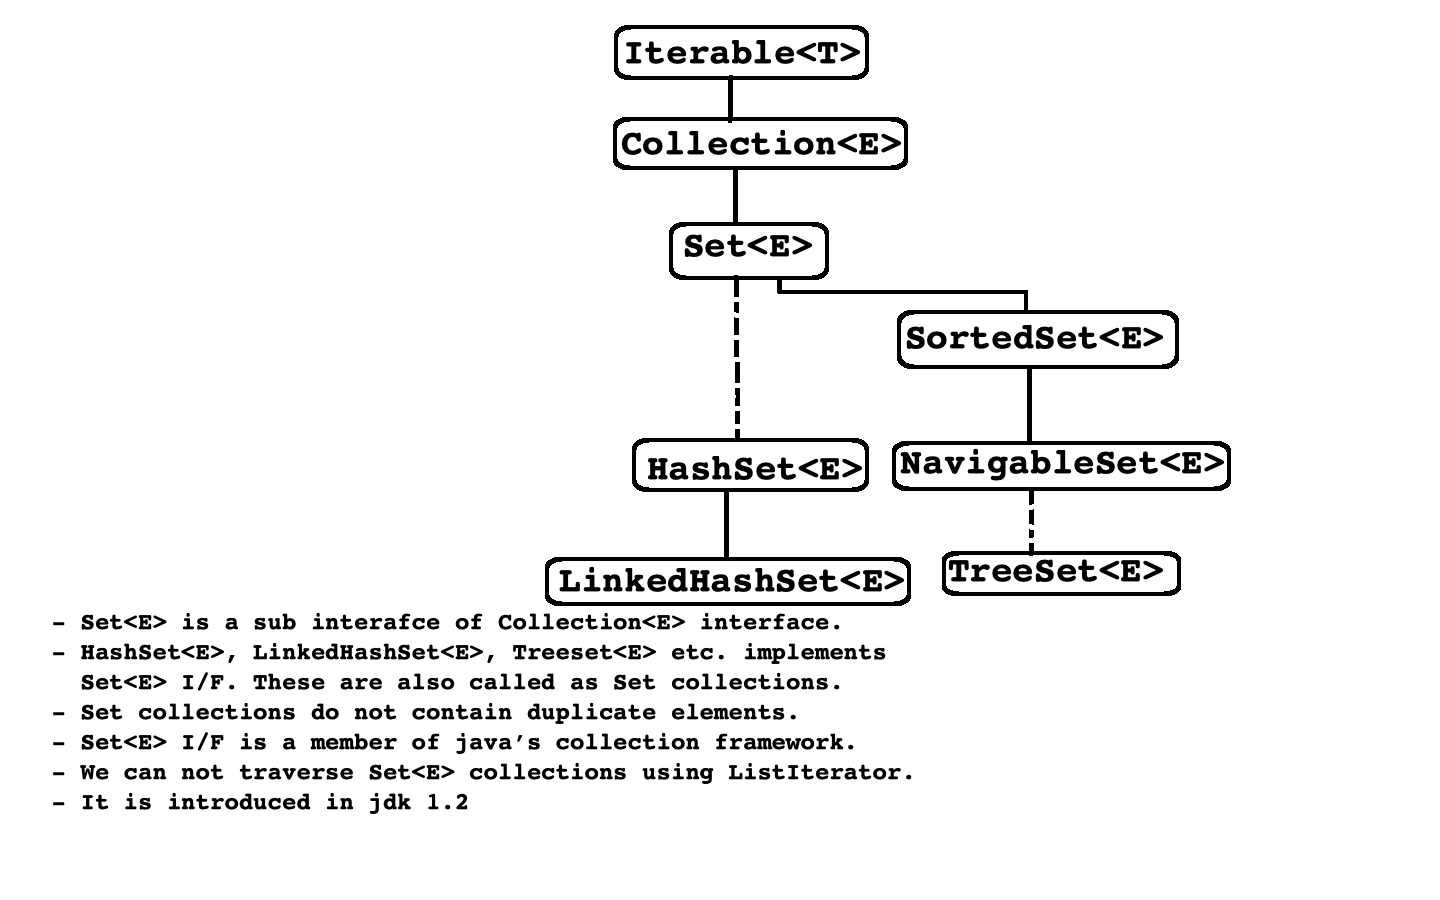 Iterable<T>
Collection<E>
Set<E>
SortedSet<E>
HashSet<E>
NavigableSet<E>
LinkedHashSet<E>
TreeSet<E>
– Set<E> is a sub interafce of Collection<E> interface.
– HashSet<E>, LinkedHashSet<E>, Treeset<E> etc. implements
Set<E> I/F. These are also called as Set collections.
– Set collections do not contain duplicate elements.
– Set<E> I/F is a member of java’s collection framework.
– We can not traverse Set<E> collections using ListIterator.
– It is introduced in jdk 1.2